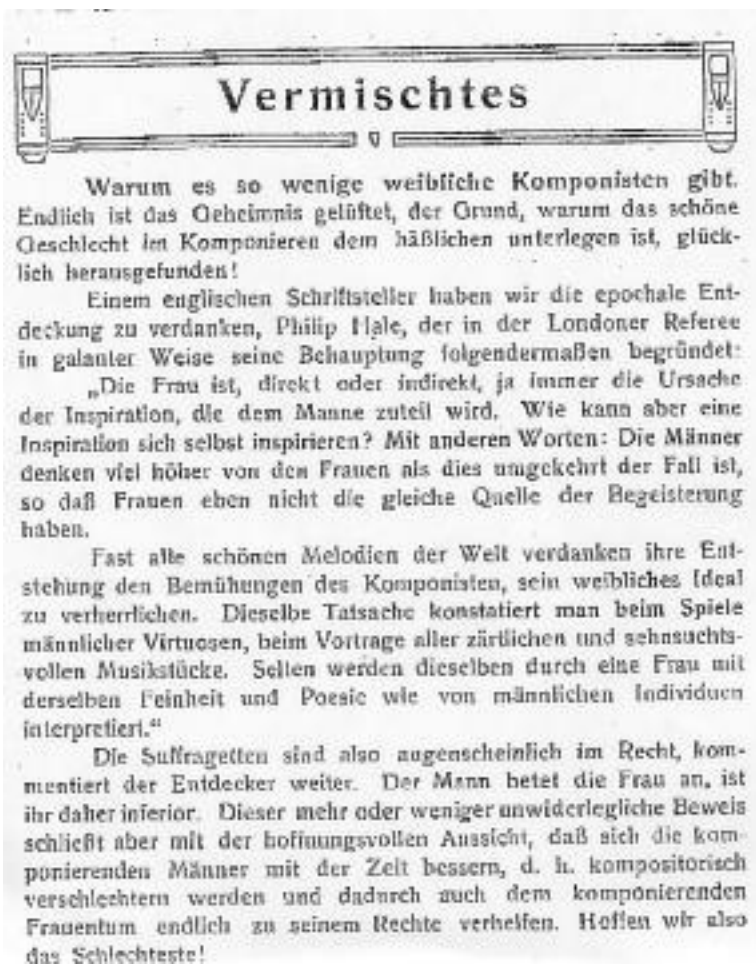 Vermischtes
Warum es so wenige weibliche Komponisten gibt.
Endlich ist das Geheimnis gelüftet, der Grund, warum das schöne
Geschlecht im Komponieren dem häßlichen unterlegen ist, glück-
lich herausgefunden!
Einem englischen Schriftsteller haben wir die epochale Ent-
deckung zu verdanken, Philip Hale, der in der Londoner Referee
in galanter Weise seine Behauptung folgendermaßen begründet:
„Die Frau ist, direkt oder indirekt, ja immer die Ursache
der Inspiration, die dem Manne zuteil wird. Wie kann aber eine
Inspiration sich selbst inspirieren? Mit anderen Worten: Die Männer
denken viel höher von den Frauen als dies umgekehrt der Fall ist,
so daß Frauen eben nicht die gleiche Quelle der Begeisterung
haben.
Fast alle schönen Melodien der Welt verdanken ihre Ent-
stehung den Bemühungen des Komponisten, sein weibliches Ideal
zu verherrlichen. Dieselbe Tatsache konstatiert man beim Spiele
männlicher Virtuosen, beim Vortrage aller zärtlichen und sehnsuchts-
vollen Musikstücke. Selten werden dieselben durch eine Frau mit
derselben Feinheit und Poesie wie von männlichen Individuen
interpretiert.“
Die Suffragetten sind also augenscheinlich im Recht, kom-
mentiert der Entdecker weiter. Der Mann betet die Frau an, ist
ihr daher inferior. Dieser mehr oder weniger unwiderlegliche Beweis
schließt aber mit der hoffnungsvollen Aussicht, daß sich die kom-
ponierenden Männer mit der Zeit bessern, d. h. kompositorisch
verschlechtern werden und dadurch auch dem komponierenden
Frauentum endlich zu seinem Rechte verhelfen. Hoffen wir also
das Schlechteste!